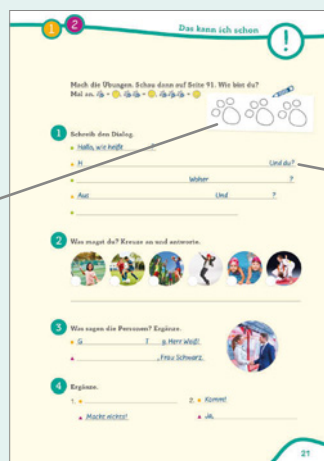 1 2
Das kann ich schon
!
Mach die Übungen. Schau dann auf Seite 91. Wie bist du?
Mal an.
1 Schreib den Dialog.
Hallo, wie heißt ?
H Und du?
Woher ?
Aus Und ?
2 Was magst du? Kreuze an und antworte.
3 Was sagen die Personen? Ergänze.
G T g, Herr Weiß!
, Frau Schwarz.
4 Ergänze.
1. 2. Komm!
Macht nichts! Ja,
21